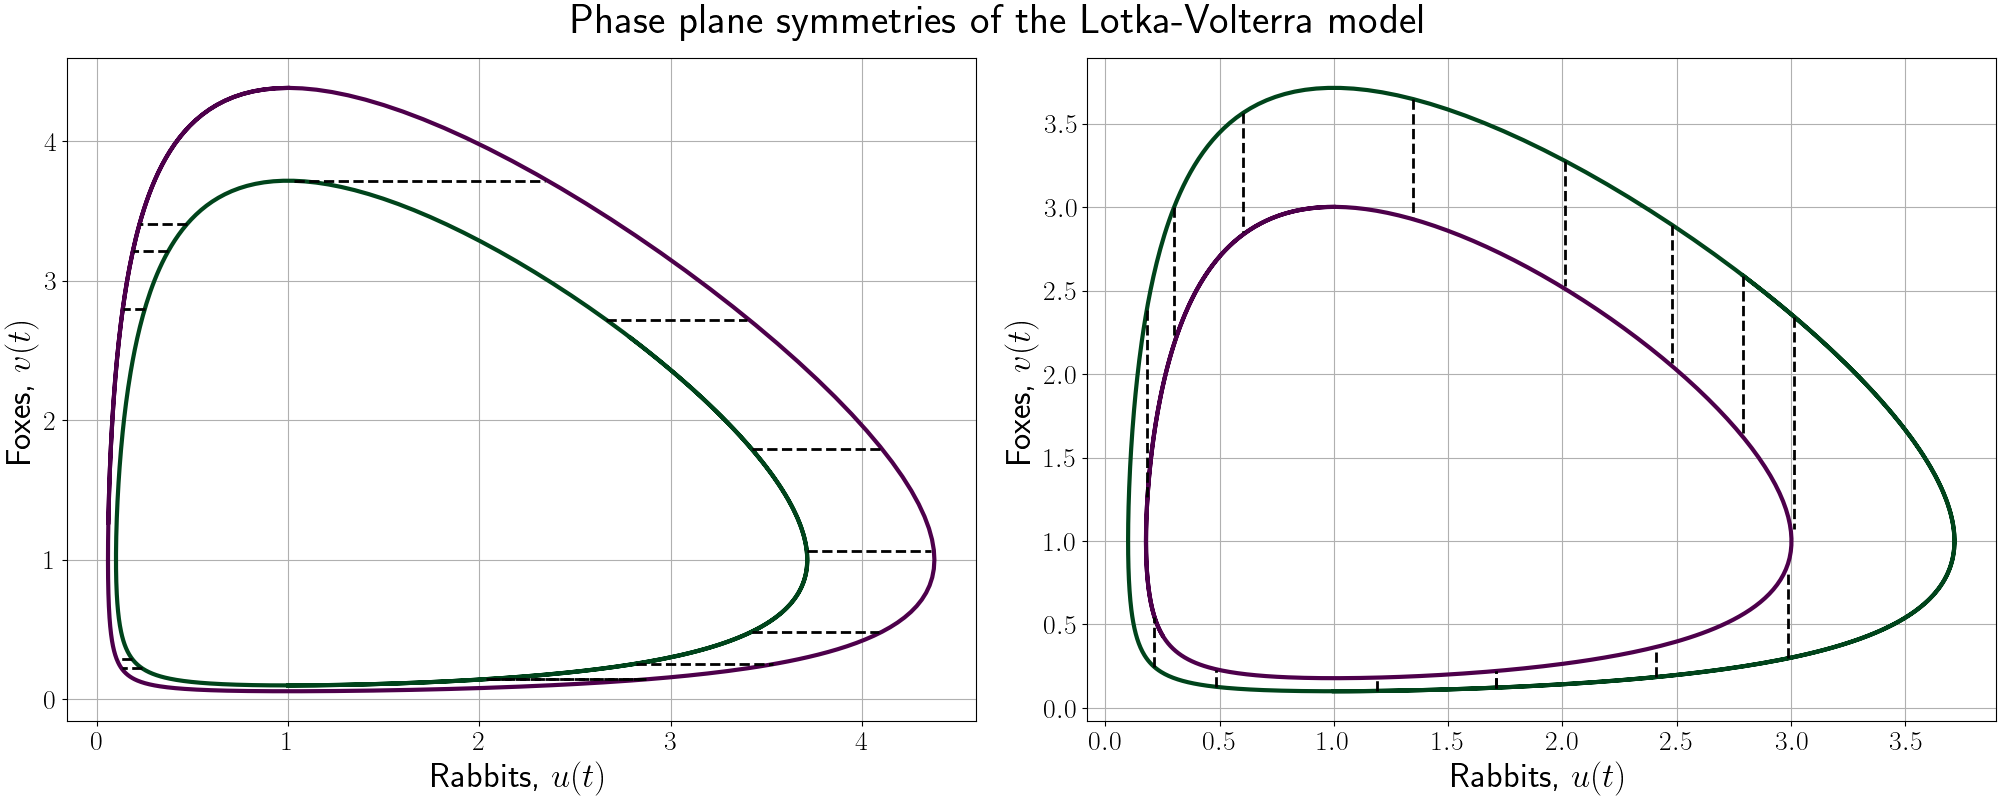 Phase plane symmetries of the Lotka-Volterra model
Foxes, v(t)
4
3
2
1
0
0 1 2 3 4
Rabbits, u(t)
Foxes, v(t)
3.5
3.0
2.5
2.0
1.5
1.0
0.5
0.0
0.0 0.5 1.0 1.5 2.0 2.5 3.0 3.5
Rabbits, u(t)